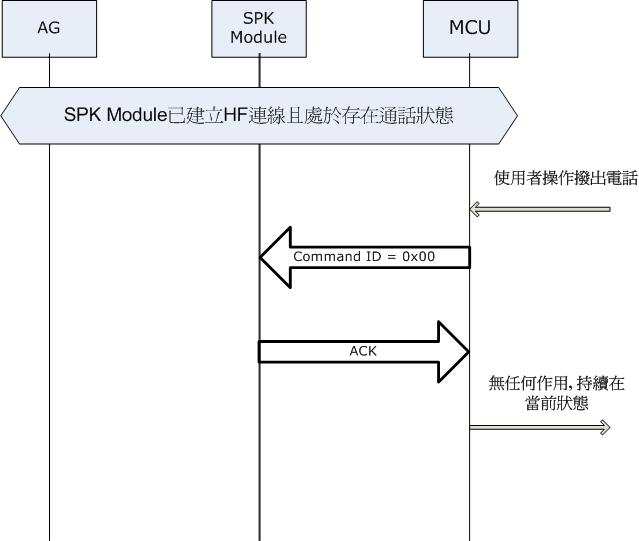 AG
SPK
Module
MCU
SPK Module已建立HF連線且處於存在通話狀態
使用者操作撥出電話
Command ID = 0x00
ACK
無任何作用, 持續在
當前狀態